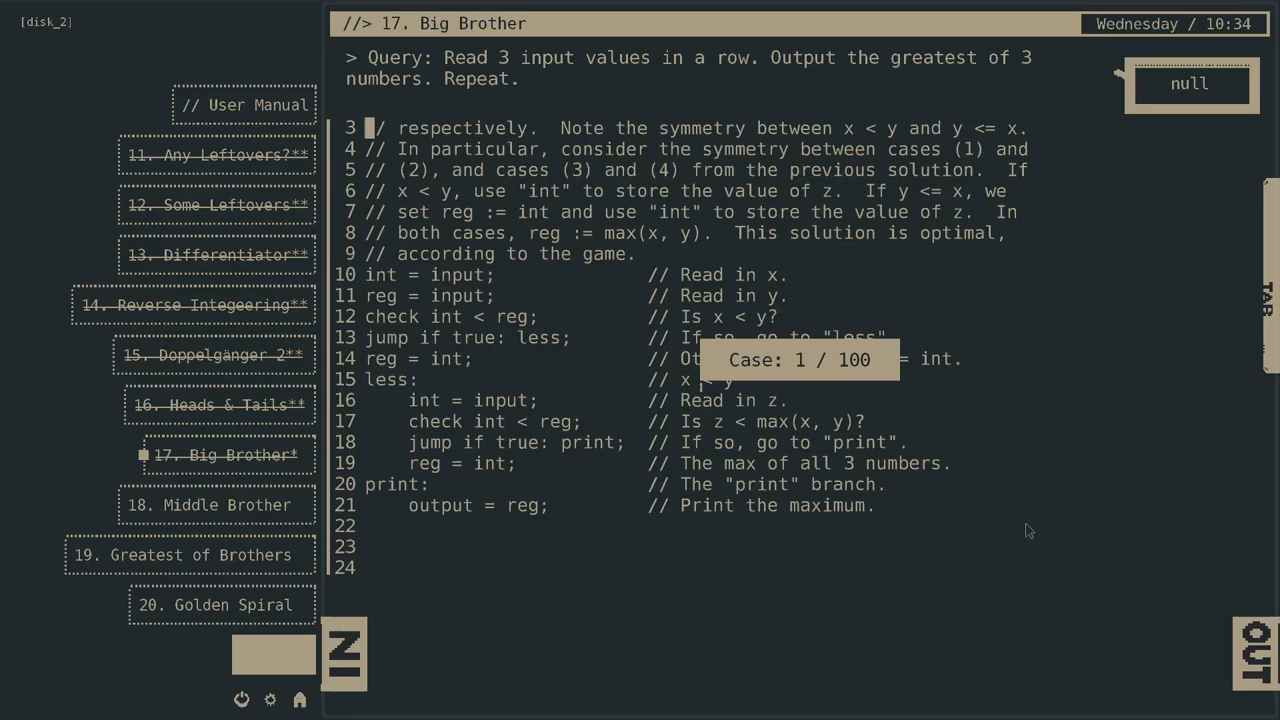 [disk_2]
//> 17. Big Brother
Wednesday / 10:34
> Query: Read 3 input values in a row. Output the greatest of 3
numbers. Repeat.
null
// User Manual
11. Any Leftovers?**
12. Some Leftovers**
13. Differentiator**
14. Reverse Integeering**
15. Doppelgänger 2**
16. Heads & Tails**
17. Big Brother*
18. Middle Brother
19. Greatest of Brothers
20. Golden Spiral
3 / respectively.  Note the symmetry between x < y and y <= x.
4 // In particular, consider the symmetry between cases (1) and
5 // (2), and cases (3) and (4) from the previous solution.  If
6 // x < y, use "int" to store the value of z.  If y <= x, we
7 // set reg := int and use "int" to store the value of z.  In
8 // both cases, reg := max(x, y).  This solution is optimal,
9 // according to the game.
10 int = input; // Read in x.
11 reg = input; // Read in y.
12 check int < reg; // Is x < y?
13 jump if true: less; // If so, go to "less"
14 reg = int; // Ot = int.
15 less: // x < y
16 int = input; // Read in z.
17 check int < reg; // Is z < max(x, y)?
18 jump if true: print; // If so, go to "print".
19 reg = int; // The max of all 3 numbers.
20 print: // The "print" branch.
21 output = reg; // Print the maximum.
22
23
24
Case: 1 / 100
TAB
IN
OUT